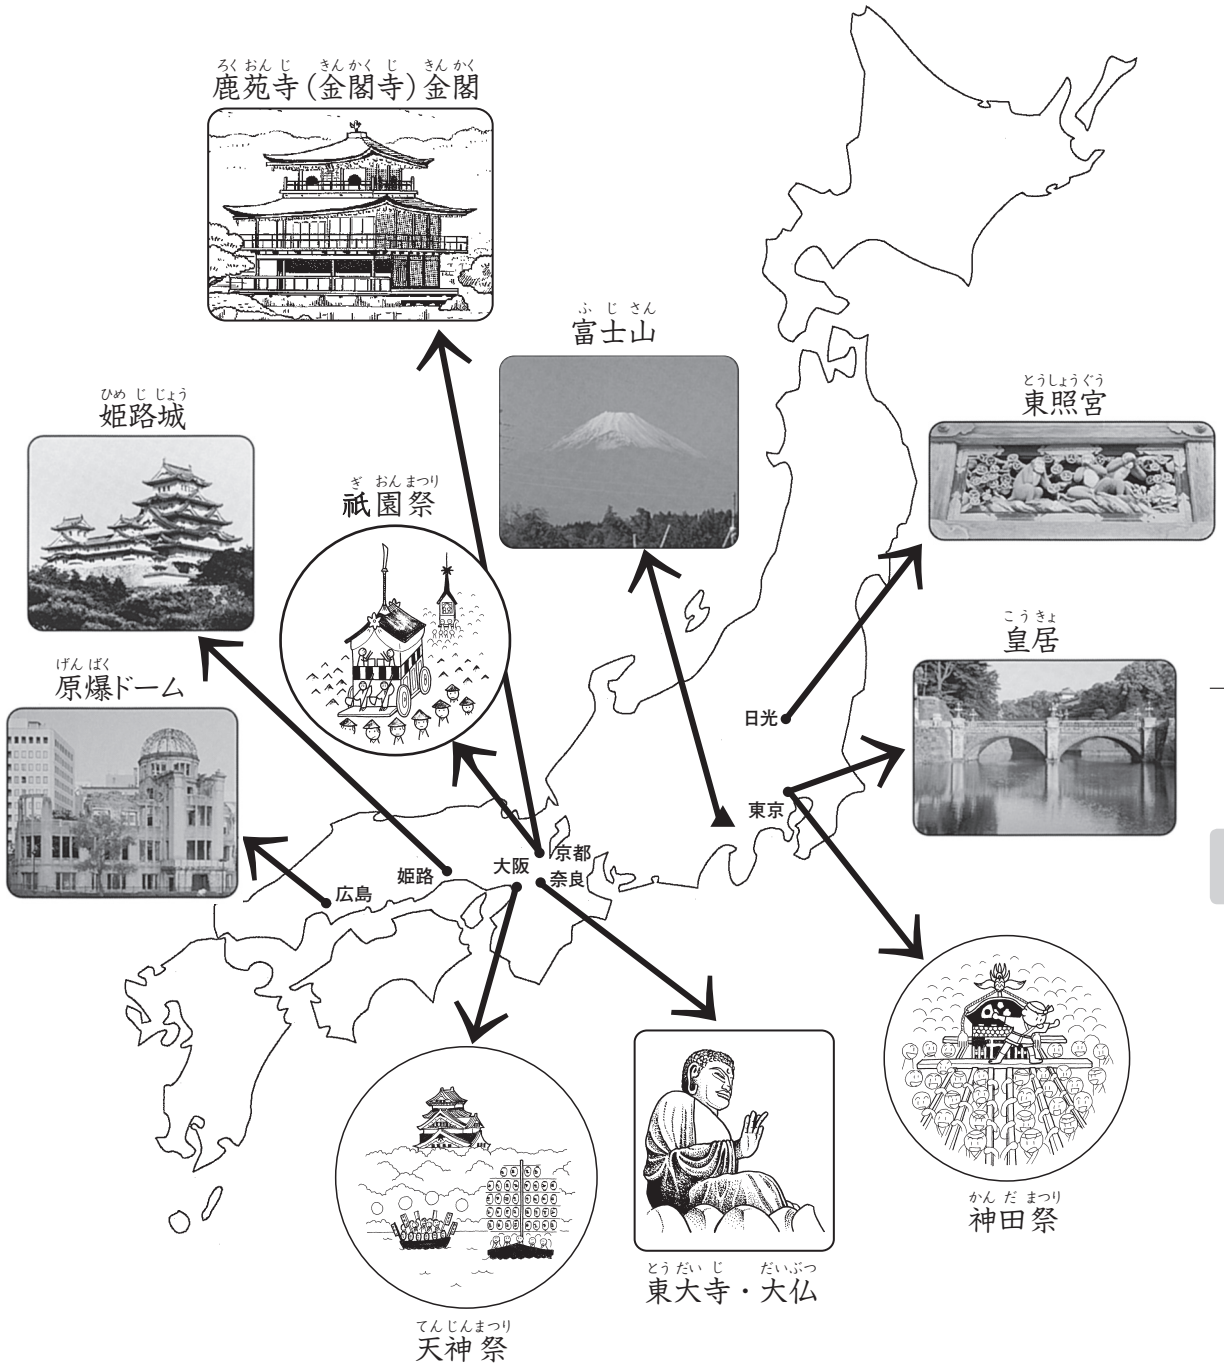 ろくおんじ きんかくじ きんかく
鹿苑寺(金閣寺)金閣
ふじさん
富士山
ひめじじょう
姫路城
とうしょうぐう
東照宮
ぎおんまつり
祇園祭
こうきょ
皇居
げんばく
原爆ドーム
日光
東京
京都
大阪
奈良
姫路
広島
かんだまつり
神田祭
とうだいじ だいぶつ
東大寺・大仏
てんじんまつり
天神祭